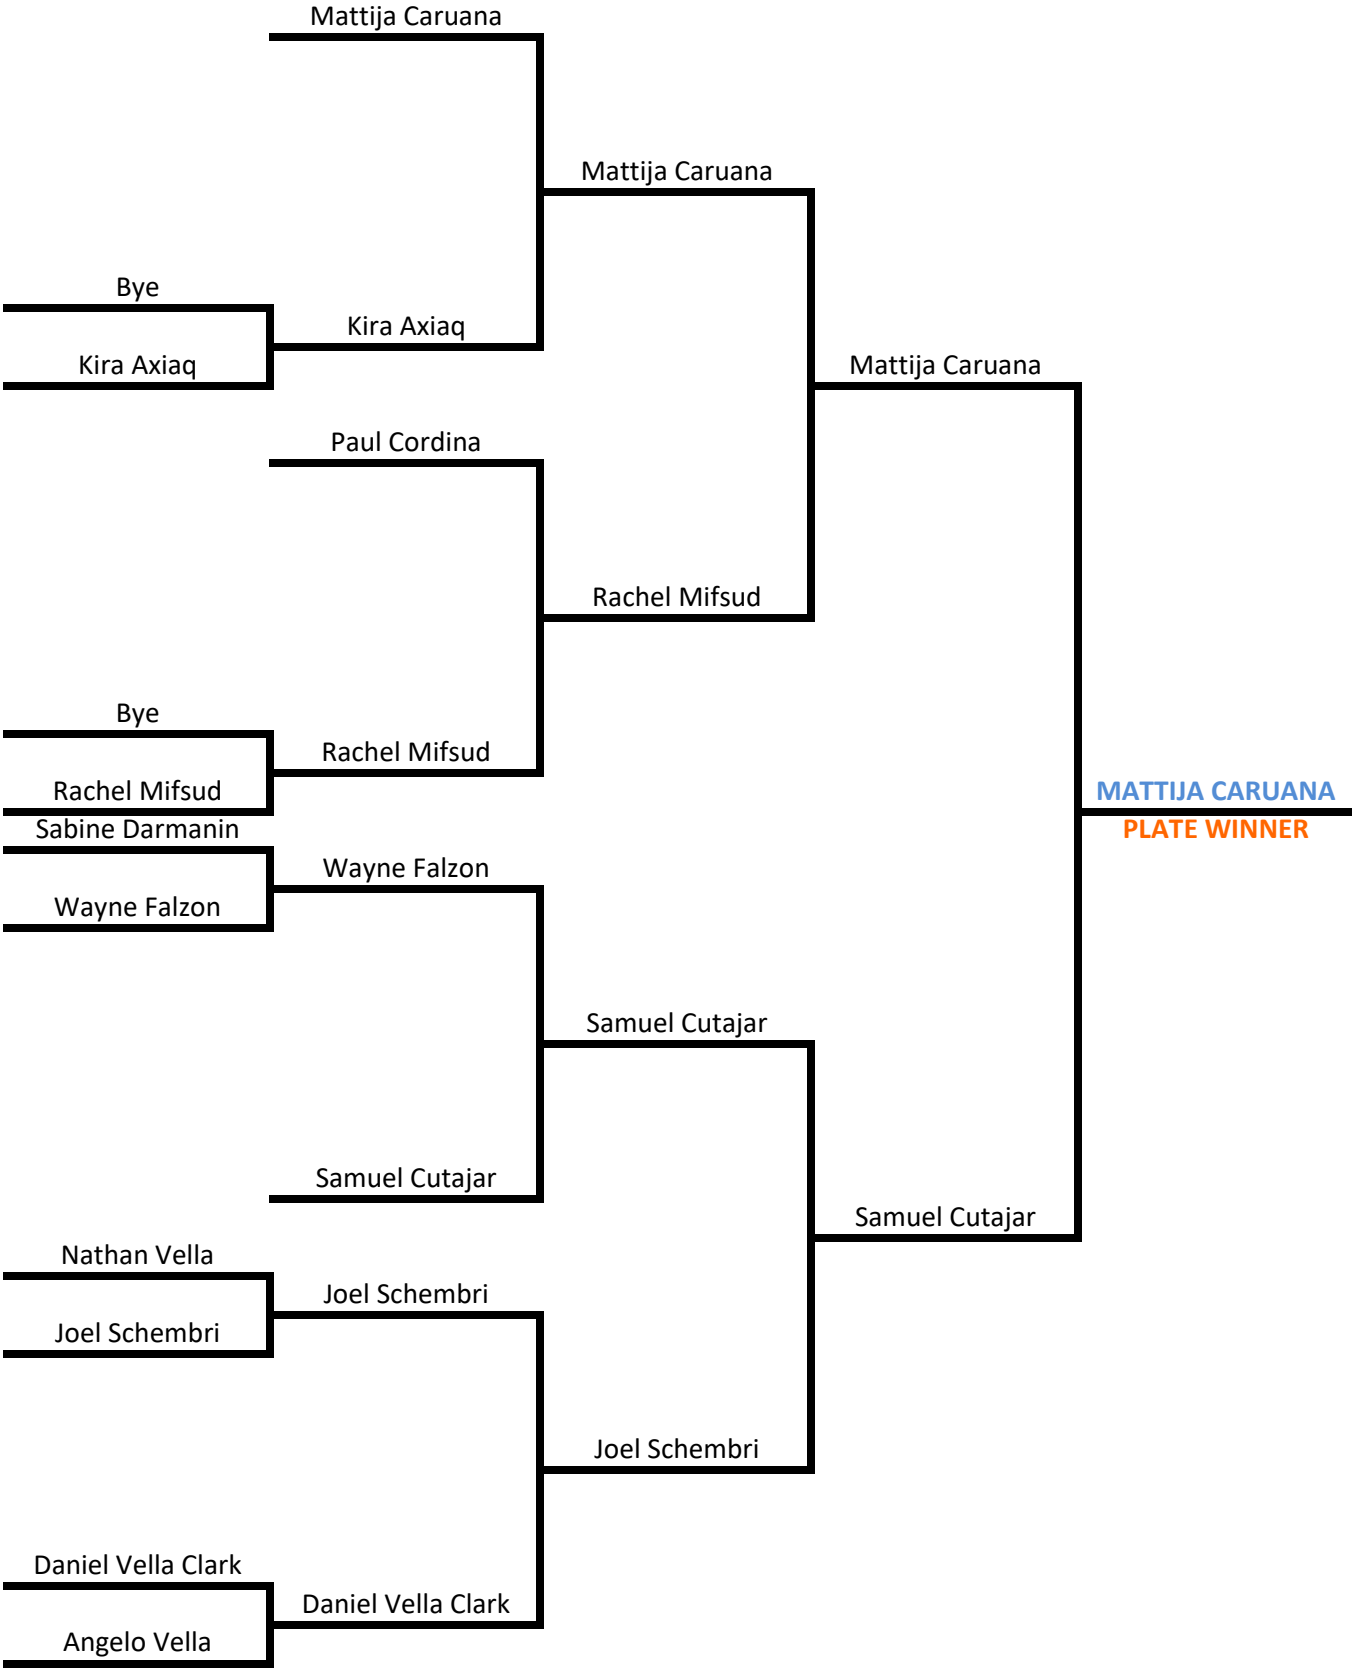 Mattija Caruana
Mattija Caruana
Bye
Kira Axiaq
Kira Axiaq
Mattija Caruana
Paul Cordina
Rachel Mifsud
Bye
Rachel Mifsud
Rachel Mifsud
MATTIJA CARUANA
Sabine Darmanin
PLATE WINNER
Wayne Falzon
Wayne Falzon
Samuel Cutajar
Samuel Cutajar
Samuel Cutajar
Nathan Vella
Joel Schembri
Joel Schembri
Joel Schembri
Daniel Vella Clark
Daniel Vella Clark
Angelo Vella